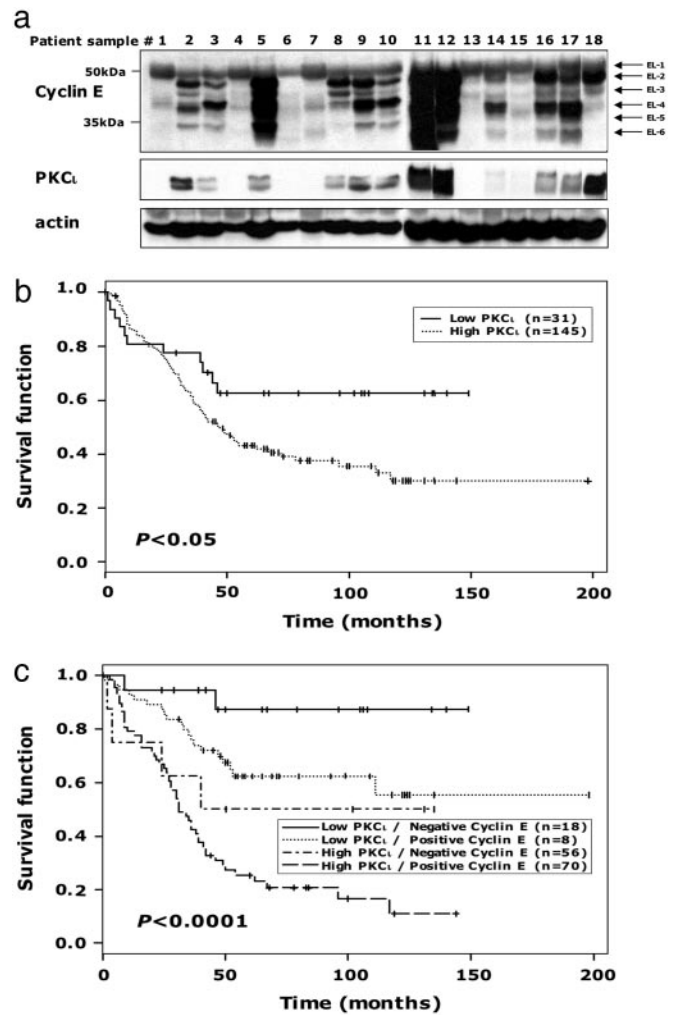 a
Patient sample # 1 2 3 4 5 6 7 8 9 10 11 12 13 14 15 16 17 18
50kDa
Cyclin E
35kDa
EL-1
EL-2
EL-3
EL-4
EL-5
EL-6
PKCι
actin
b
1.0
0.8
0.6
0.4
0.2
0.0
Survival function
Low PKCι (n=31)
High PKCι (n=145)
P<0.05
0 50 100 150 200
Time (months)
c
1.0
0.8
0.6
0.4
0.2
0.0
Survival function
Low PKCι / Negative Cyclin E (n=18)
Low PKCι / Positive Cyclin E (n=8)
High PKCι / Negative Cyclin E (n=56)
High PKCι / Positive Cyclin E (n=70)
P<0.0001
0 50 100 150 200
Time (months)